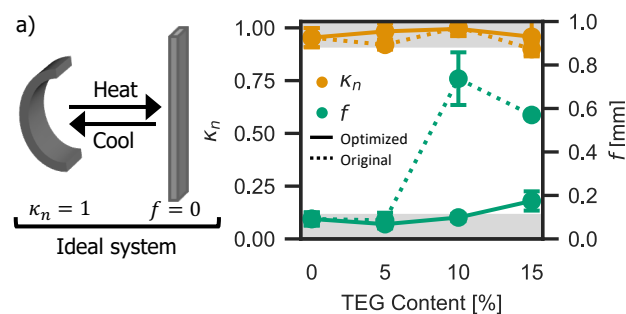 a)
Heat
Cool
κn = 1
f = 0
Ideal system
κn
1.00
0.75
0.50
0.25
0.00
κn
f
Optimized
Original
1.0
0.8
0.6
0.4
0.2
0.0
f [mm]
0
5
10
15
TEG Content [%]